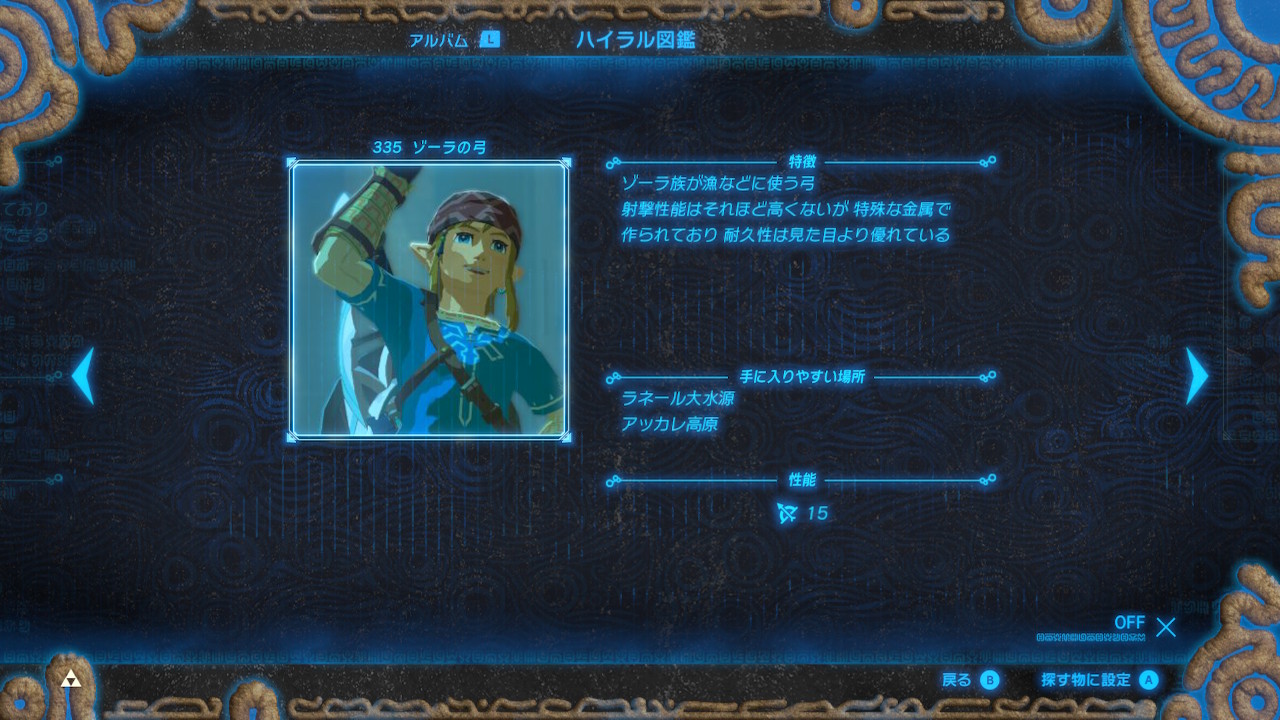 アルバム L ハイラル図鑑
335 ゾーラの弓
特徴
ゾーラ族が漁などに使う弓
射撃性能はそれほど高くないが 特殊な金属で
作られており 耐久性は見た目より優れている
手に入りやすい場所
ラネール大水源
アッカレ高原
性能
15
OFF
戻る B 探す物に設定 A